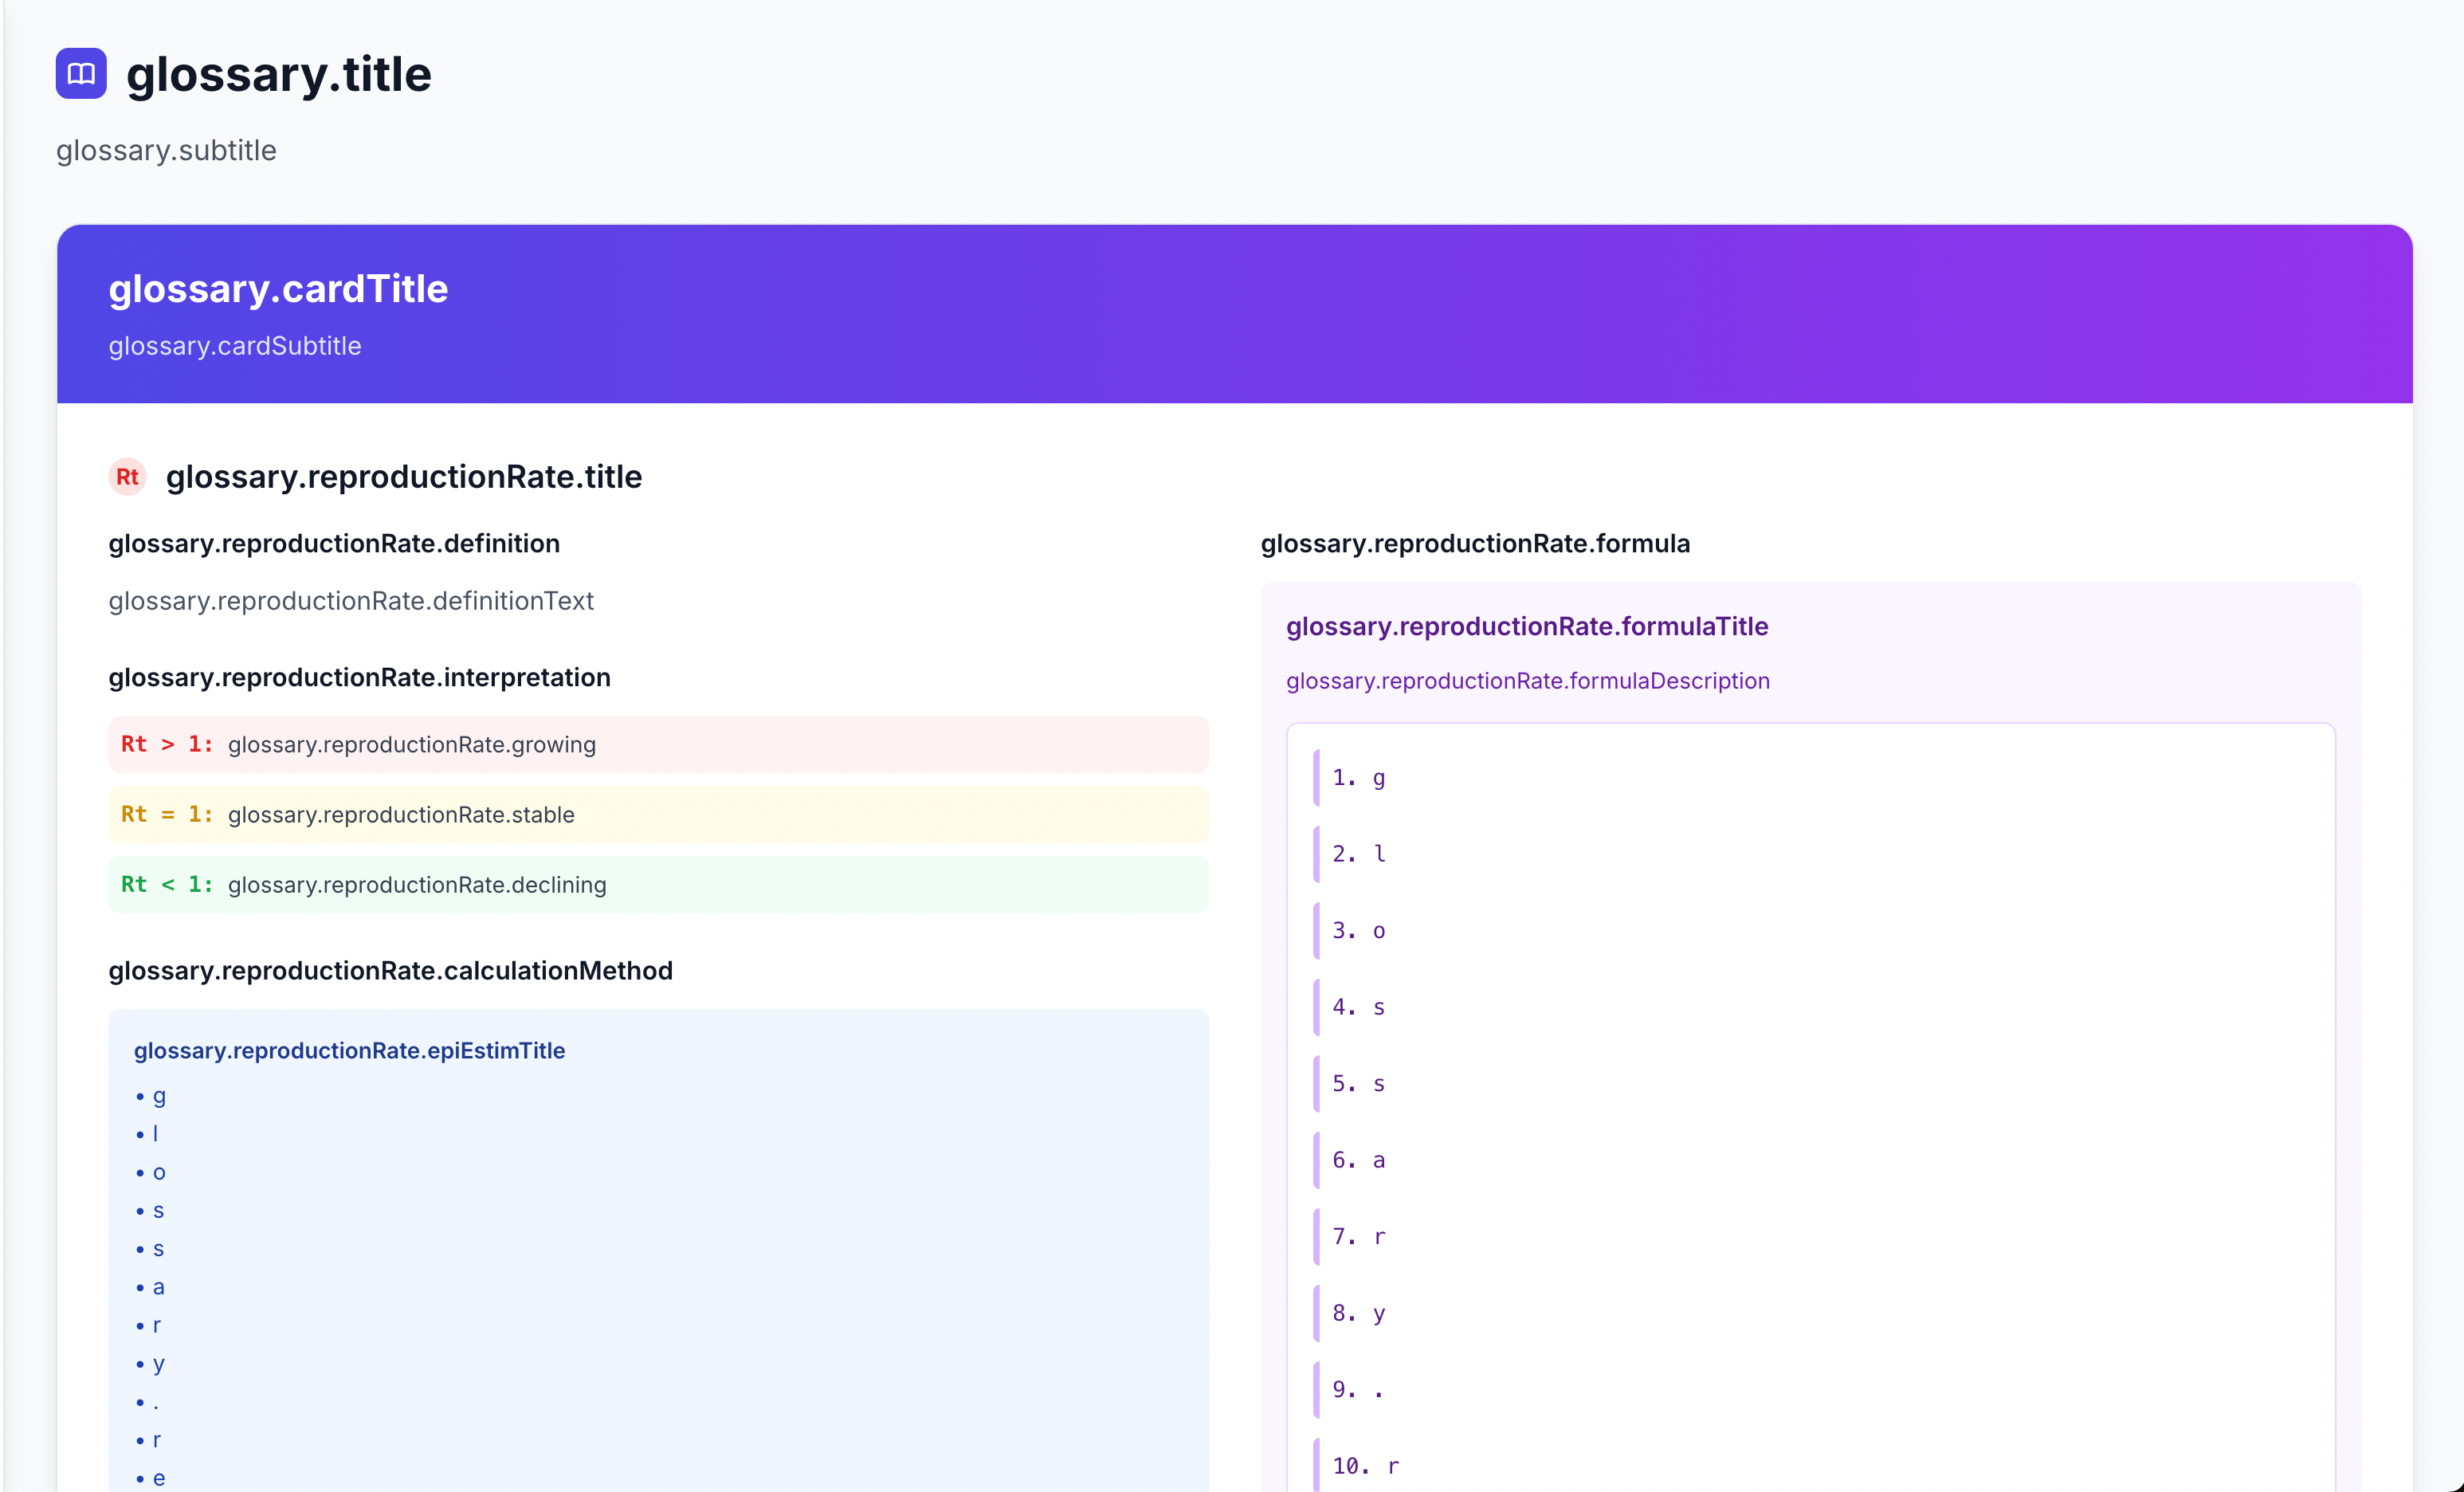 glossary.title
glossary.subtitle
glossary.cardTitle
glossary.cardSubtitle
Rt glossary.reproductionRate.title
glossary.reproductionRate.definition
glossary.reproductionRate.definitionText
glossary.reproductionRate.interpretation
Rt > 1: glossary.reproductionRate.growing
Rt = 1: glossary.reproductionRate.stable
Rt < 1: glossary.reproductionRate.declining
glossary.reproductionRate.calculationMethod
glossary.reproductionRate.epiEstimTitle
• g
• l
• o
• s
• s
• a
• r
• y
• .
• r
• e
glossary.reproductionRate.formula
glossary.reproductionRate.formulaTitle
glossary.reproductionRate.formulaDescription
1. g
2. l
3. o
4. s
5. s
6. a
7. r
8. y
9. .
10. r